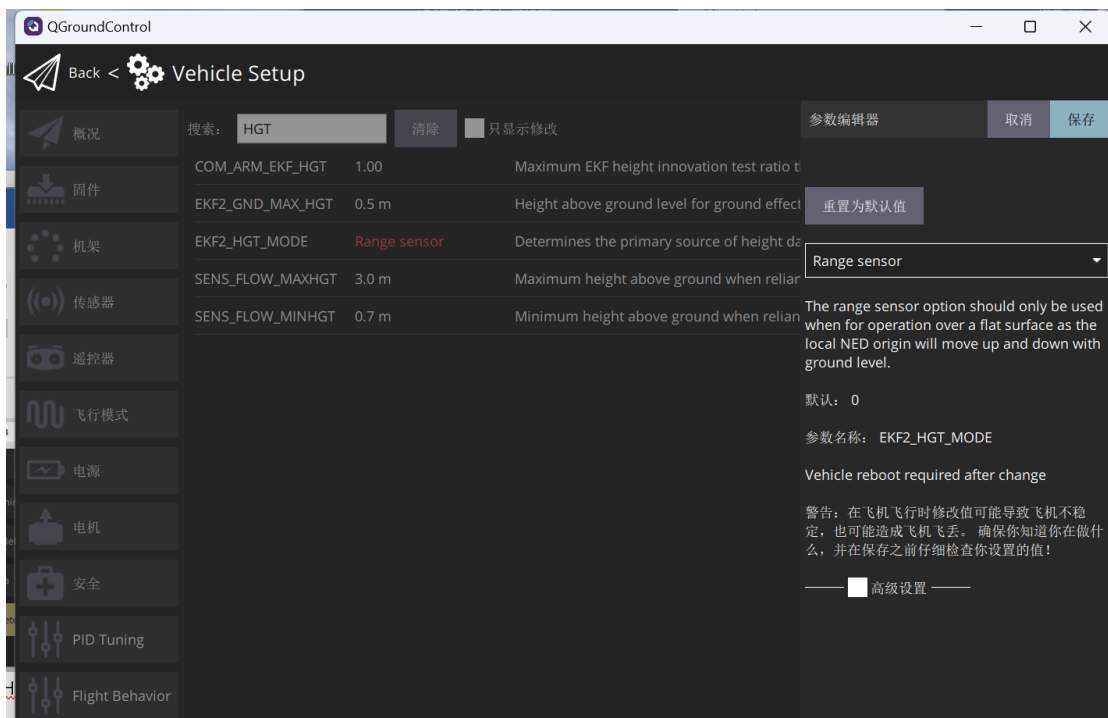 QGroundControl
Back < Vehicle Setup
概况
固件
机架
传感器
遥控器
飞行模式
电源
电机
安全
PID Tuning
Flight Behavior
搜索： HGT 清除 只显示修改
COM_ARM_EKF_HGT 1.00 Maximum EKF height innovation test ratio t
EKF2_GND_MAX_HGT 0.5 m Height above ground level for ground effect
EKF2_HGT_MODE Range sensor Determines the primary source of height da
SENS_FLOW_MAXHGT 3.0 m Maximum height above ground when relian
SENS_FLOW_MINHGT 0.7 m Minimum height above ground when relian
参数编辑器 取消 保存
重置为默认值
Range sensor
The range sensor option should only be used
when for operation over a flat surface as the
local NED origin will move up and down with
ground level.
默认： 0
参数名称： EKF2_HGT_MODE
Vehicle reboot required after change
警告：在飞机飞行时修改值可能导致飞机不稳
定，也可能造成飞机飞丢。 确保你知道你在做什
么，并在保存之前仔细检查你设置的值！
高级设置